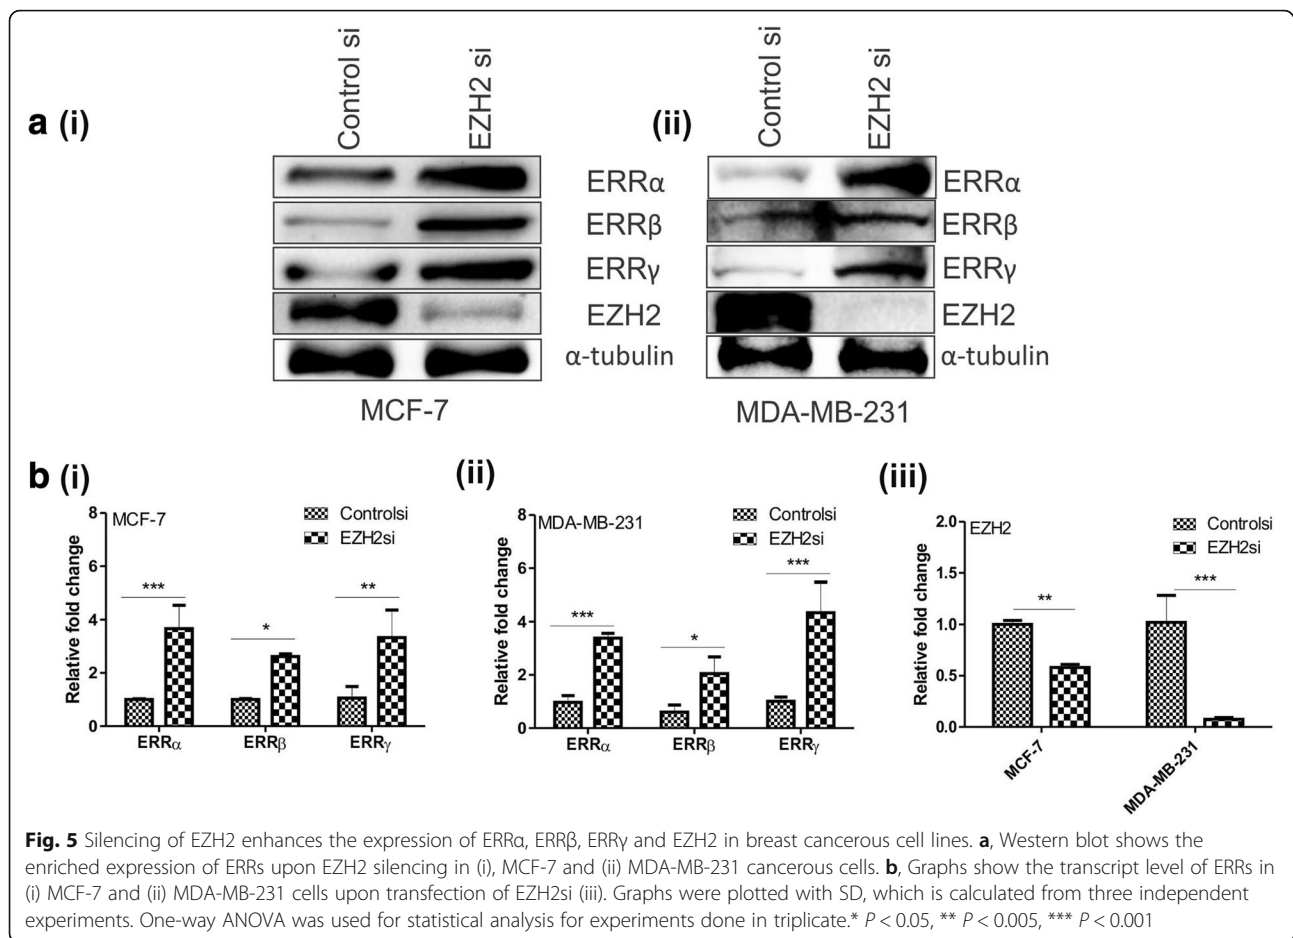 Control si
EZH2 si
Control si
EZH2 si
a (i)
(ii)
ERRα
ERRβ
ERRγ
EZH2
α-tubulin
MCF-7
ERRα
ERRβ
ERRγ
EZH2
α-tubulin
MDA-MB-231
b (i)
MCF-7
Controlsi
EZH2si
Relative fold change
8
6
4
2
0
***
*
**
ERRα
ERRβ
ERRγ
(ii)
MDA-MB-231
Controlsi
EZH2si
Relative fold change
8
6
4
2
0
***
*
***
ERRα
ERRβ
ERRγ
(iii)
EZH2
Controlsi
EZH2si
Relative fold change
2.0
1.5
1.0
0.5
0.0
**
***
MCF-7
MDA-MB-231
Fig. 5 Silencing of EZH2 enhances the expression of ERRα, ERRβ, ERRγ and EZH2 in breast cancerous cell lines. a, Western blot shows the
enriched expression of ERRs upon EZH2 silencing in (i), MCF-7 and (ii) MDA-MB-231 cancerous cells. b, Graphs show the transcript level of ERRs in
(i) MCF-7 and (ii) MDA-MB-231 cells upon transfection of EZH2si (iii). Graphs were plotted with SD, which is calculated from three independent
experiments. One-way ANOVA was used for statistical analysis for experiments done in triplicate.* P < 0.05, ** P < 0.005, *** P < 0.001